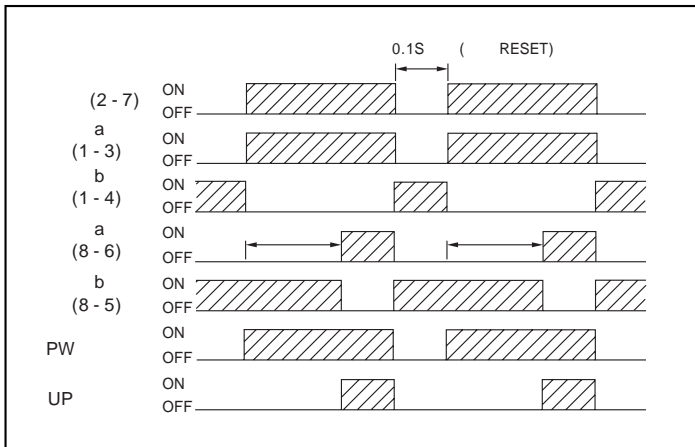 0.1S ( RESET)
(2 - 7) ON
OFF
a
(1 - 3) ON
OFF
b
(1 - 4) ON
OFF
a
(8 - 6) ON
OFF
b
(8 - 5) ON
OFF
PW ON
OFF
UP ON
OFF